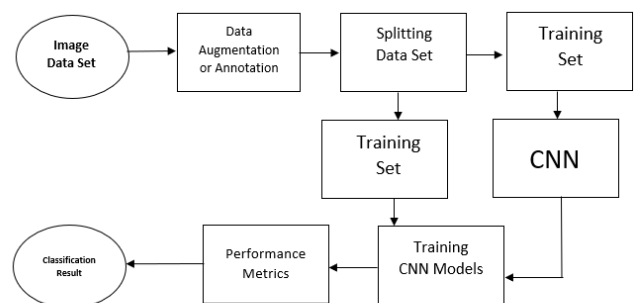 Image
Data Set
Data
Augmentation
or Annotation
Splitting
Data Set
Training
Set
Training
Set
CNN
Classification
Result
Performance
Metrics
Training
CNN Models